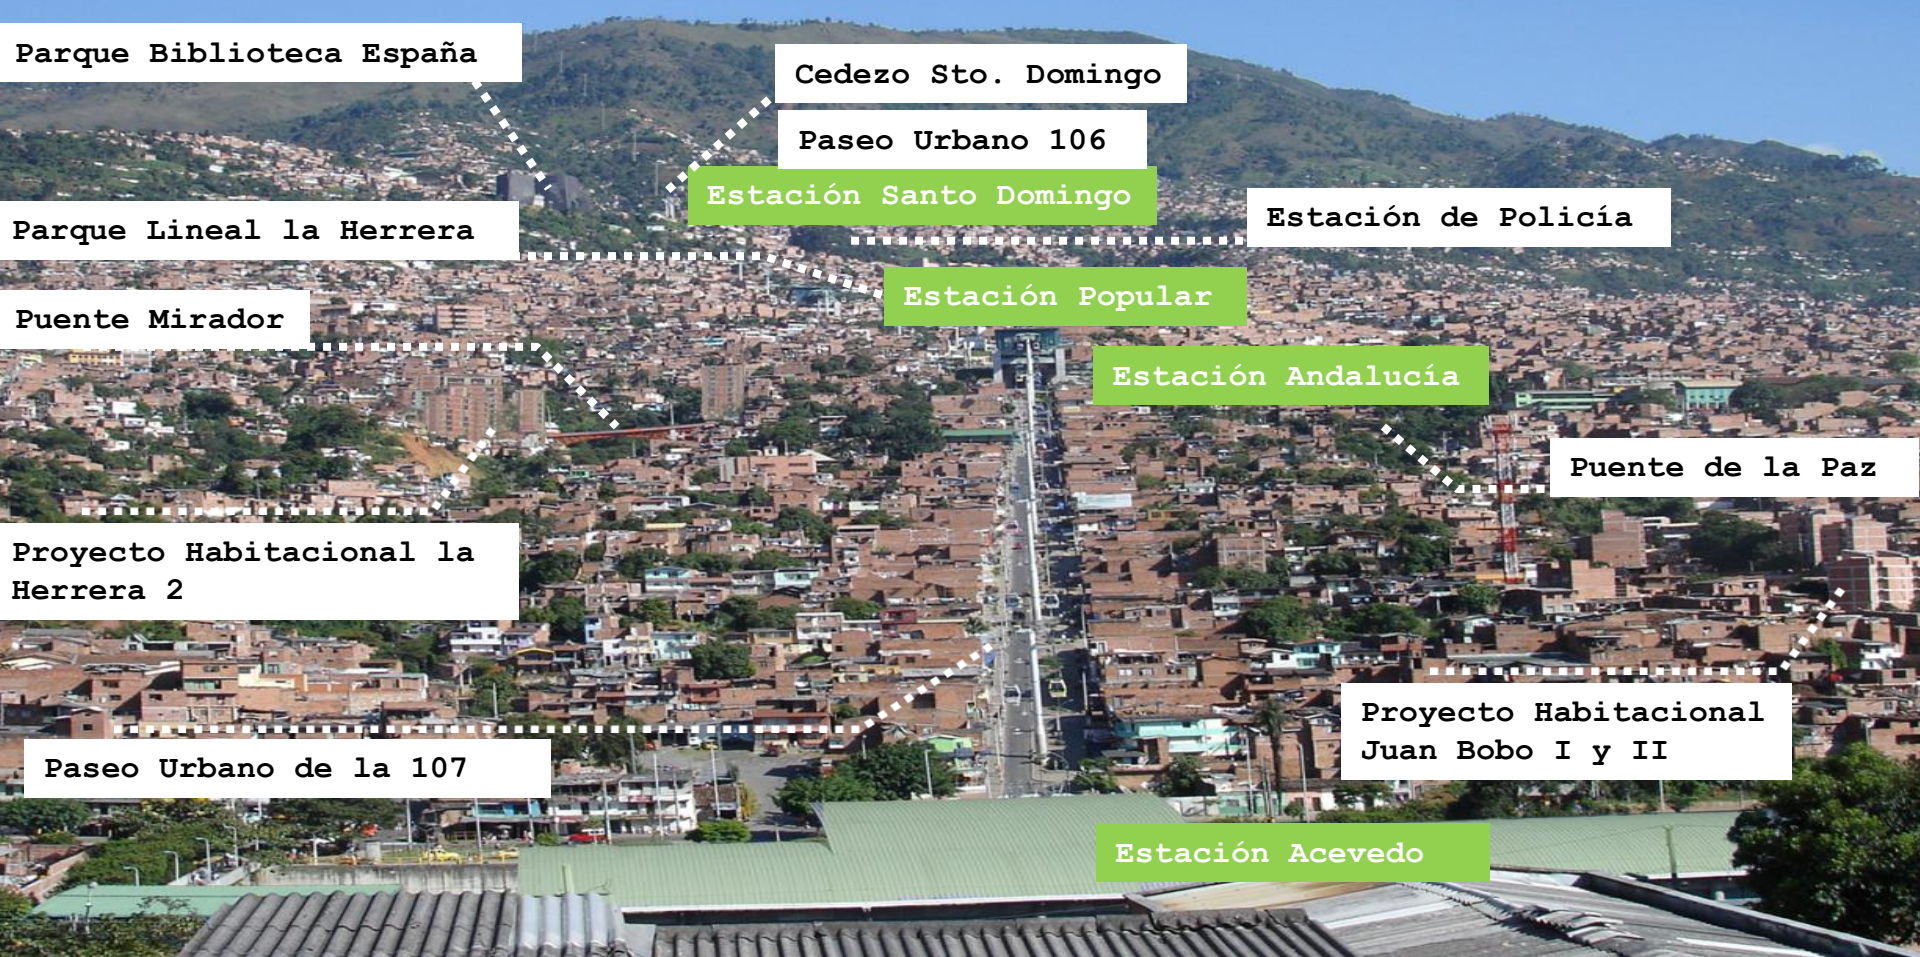 Parque Biblioteca España
Cedezo Sto. Domingo
Paseo Urbano 106
Estación Santo Domingo
Estación de Policía
Parque Lineal la Herrera
Estación Popular
Puente Mirador
Estación Andalucía
Puente de la Paz
Proyecto Habitacional la
Herrera 2
Proyecto Habitacional
Juan Bobo I y II
Paseo Urbano de la 107
Estación Acevedo